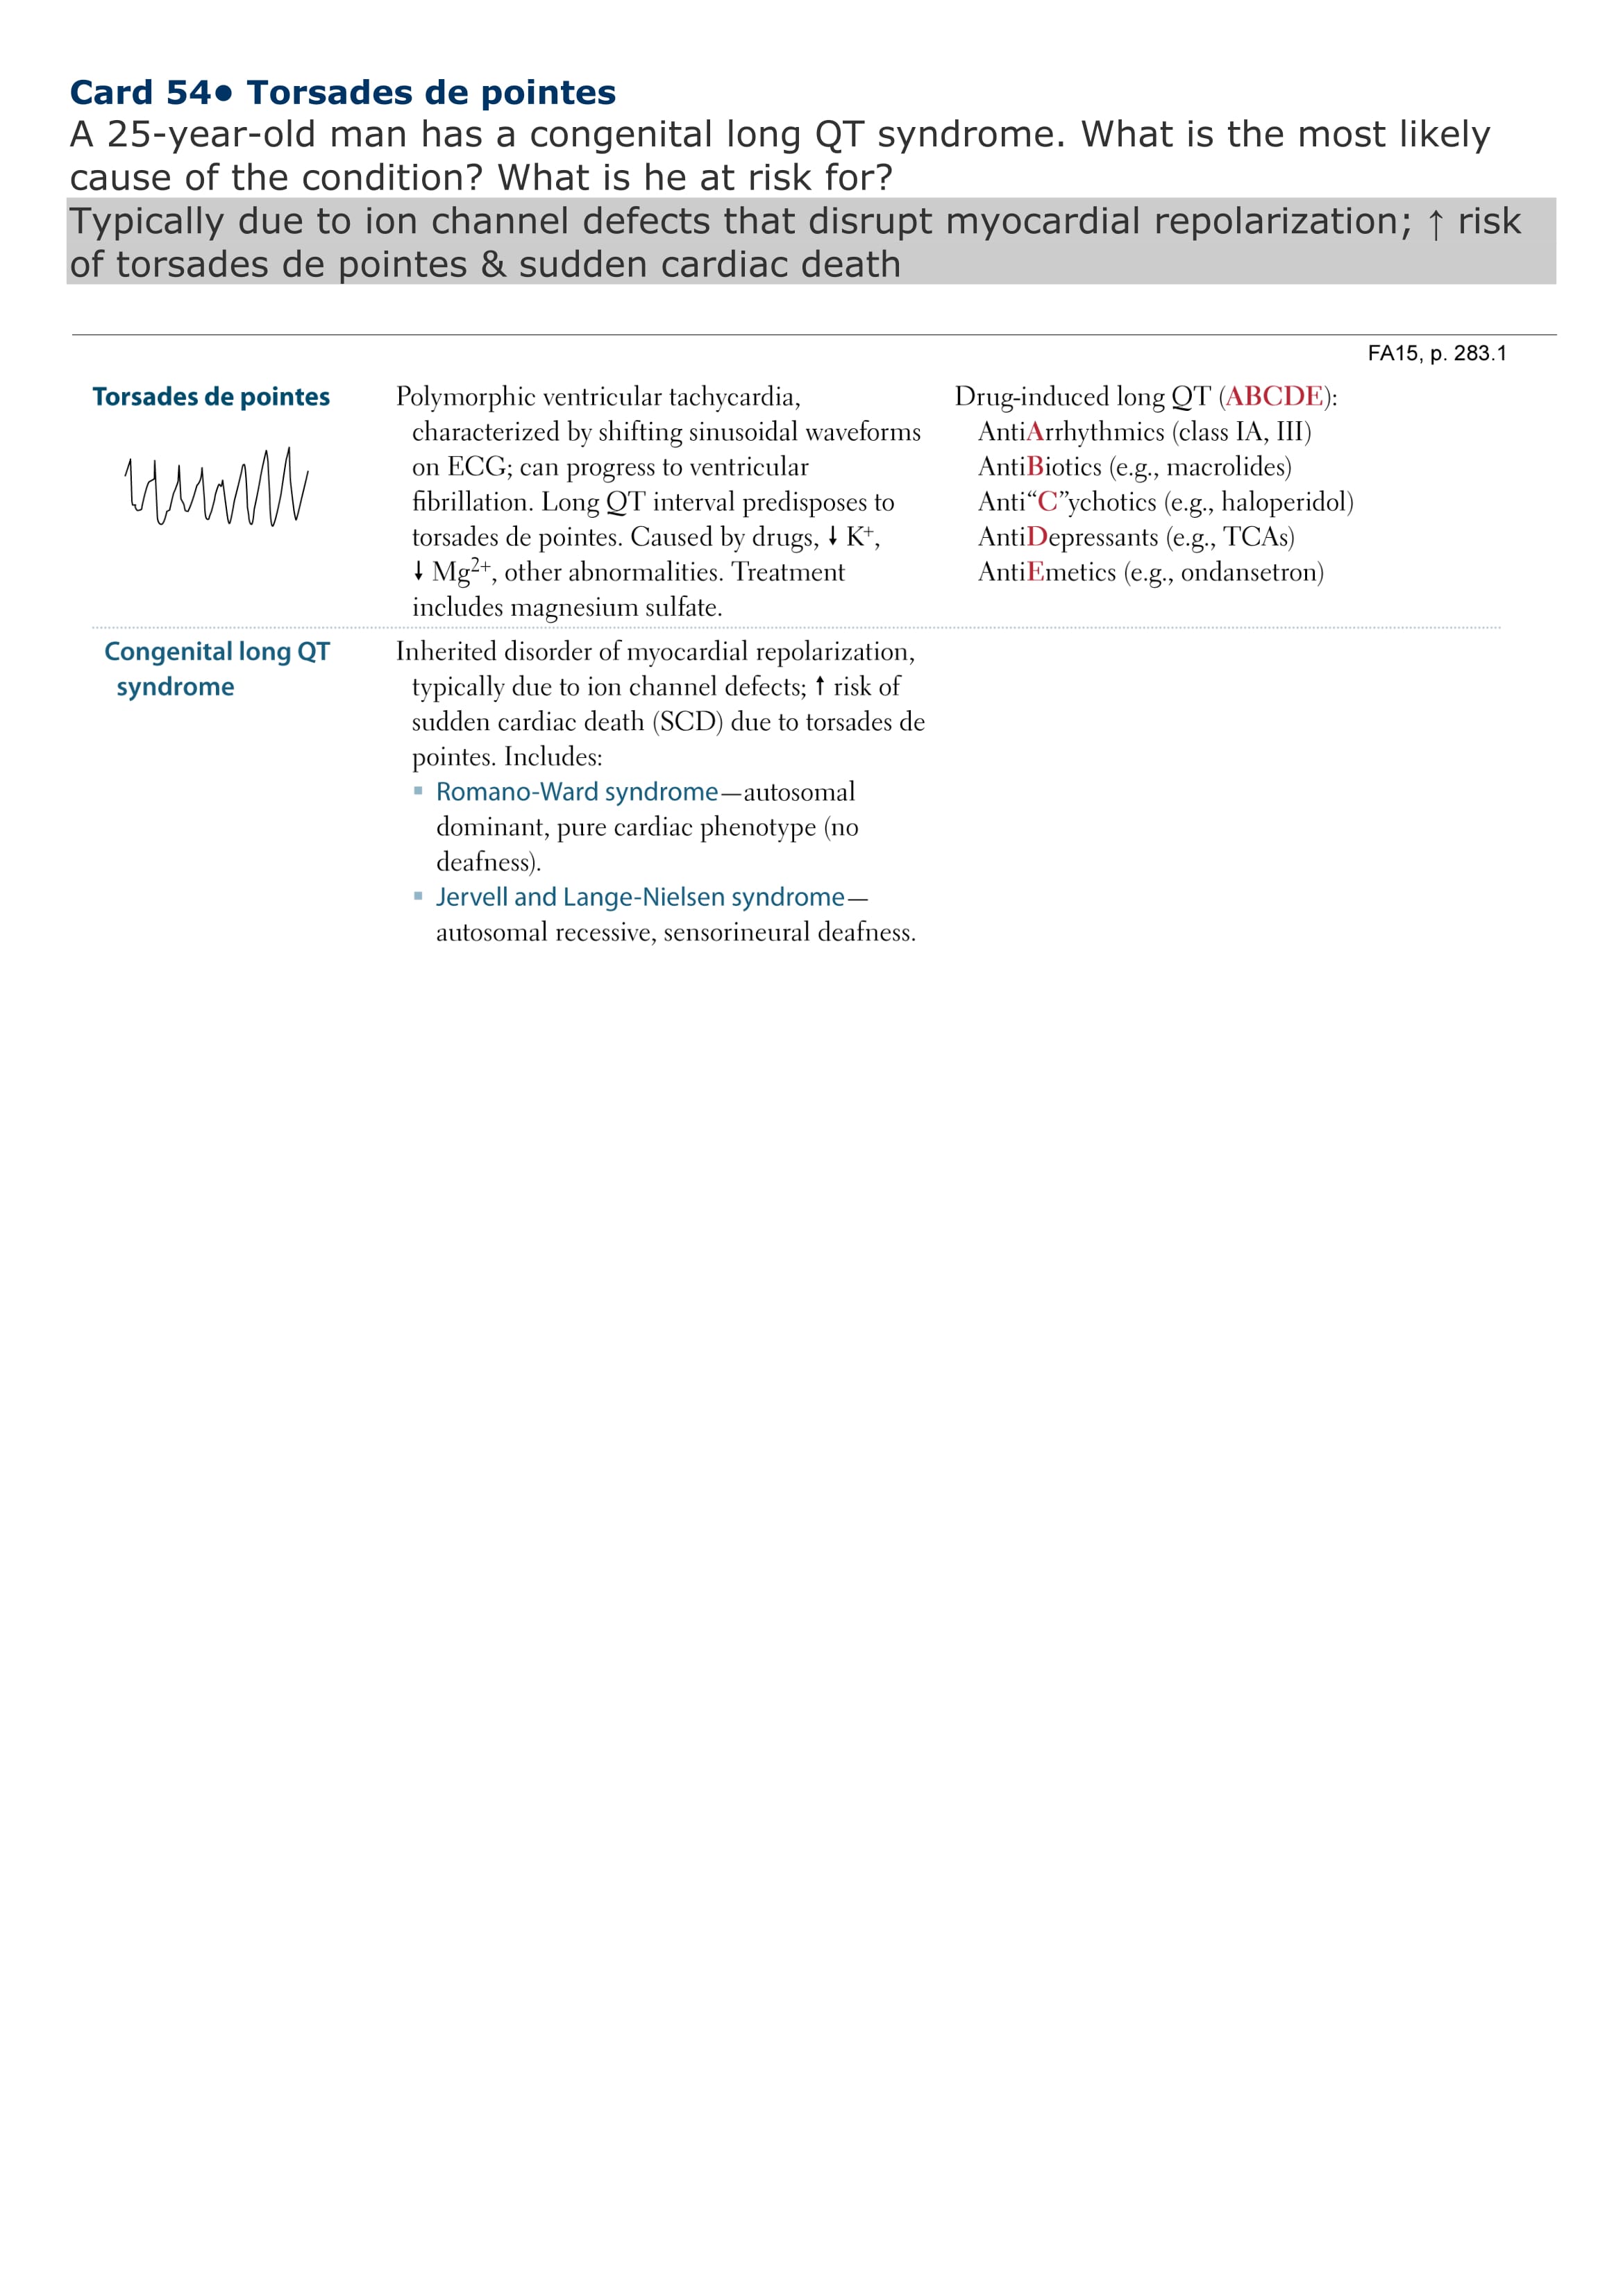 Card 54● Torsades de pointes
A 25-year-old man has a congenital long QT syndrome. What is the most likely
cause of the condition? What is he at risk for?
Typically due to ion channel defects that disrupt myocardial repolarization; ↑ risk
of torsades de pointes & sudden cardiac death
FA15, p. 283.1
Torsades de pointes
Polymorphic ventricular tachycardia,
characterized by shifting sinusoidal waveforms
on ECG; can progress to ventricular
fibrillation. Long QT interval predisposes to
torsades de pointes. Caused by drugs, ↓ K⁺,
↓ Mg²⁺, other abnormalities. Treatment
includes magnesium sulfate.
Drug-induced long QT (ABCDE):
AntiArrhythmics (class IA, III)
AntiBiotics (e.g., macrolides)
Anti“C”ychotics (e.g., haloperidol)
AntiDepressants (e.g., TCAs)
AntiEmetics (e.g., ondansetron)
Congenital long QT
syndrome
Inherited disorder of myocardial repolarization,
typically due to ion channel defects; ↑ risk of
sudden cardiac death (SCD) due to torsades de
pointes. Includes:
▪ Romano-Ward syndrome—autosomal
dominant, pure cardiac phenotype (no
deafness).
▪ Jervell and Lange-Nielsen syndrome—
autosomal recessive, sensorineural deafness.